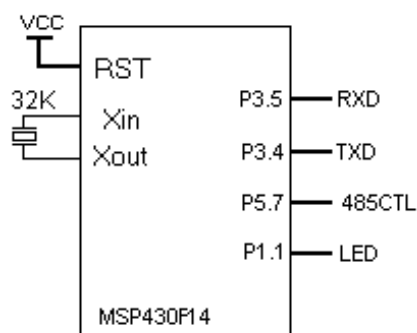 VCC
RST
32K
Xin
Xout
P3.5 RXD
P3.4 TXD
P5.7 485CTL
P1.1 LED
MSP430F14